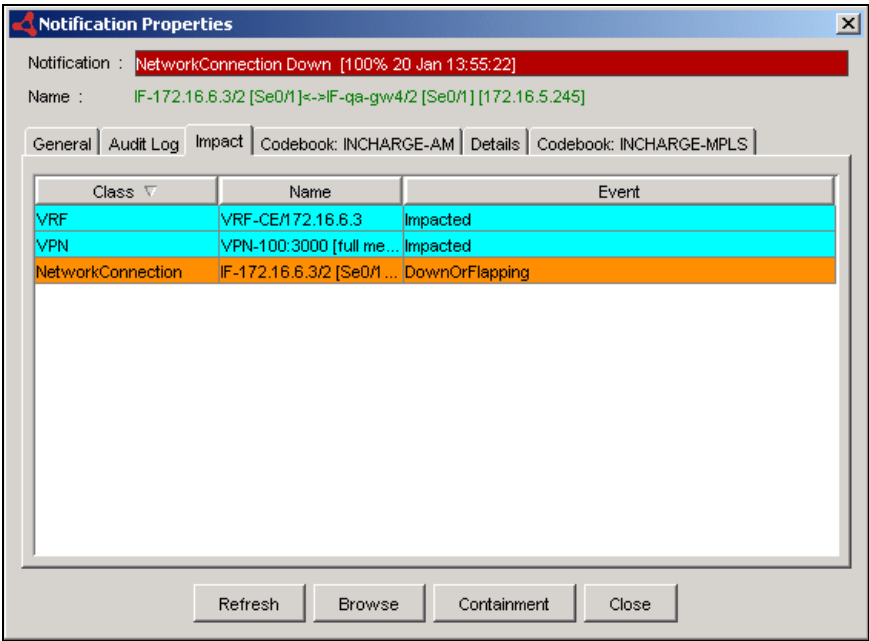 Notification Properties
Notification : NetworkConnection Down [100% 20 Jan 13:55:22]
Name : IF-172.16.6.3/2 [Se0/1]<->IF-qa-gw4/2 [Se0/1] [172.16.5.245]
General Audit Log Impact Codebook: INCHARGE-AM Details Codebook: INCHARGE-MPLS
Class Name Event
VRF VRF-CE/172.16.6.3 Impacted
VPN VPN-100:3000 [full me... Impacted
NetworkConnection IF-172.16.6.3/2 [Se0/1 ... DownOrFlapping
Refresh Browse Containment Close